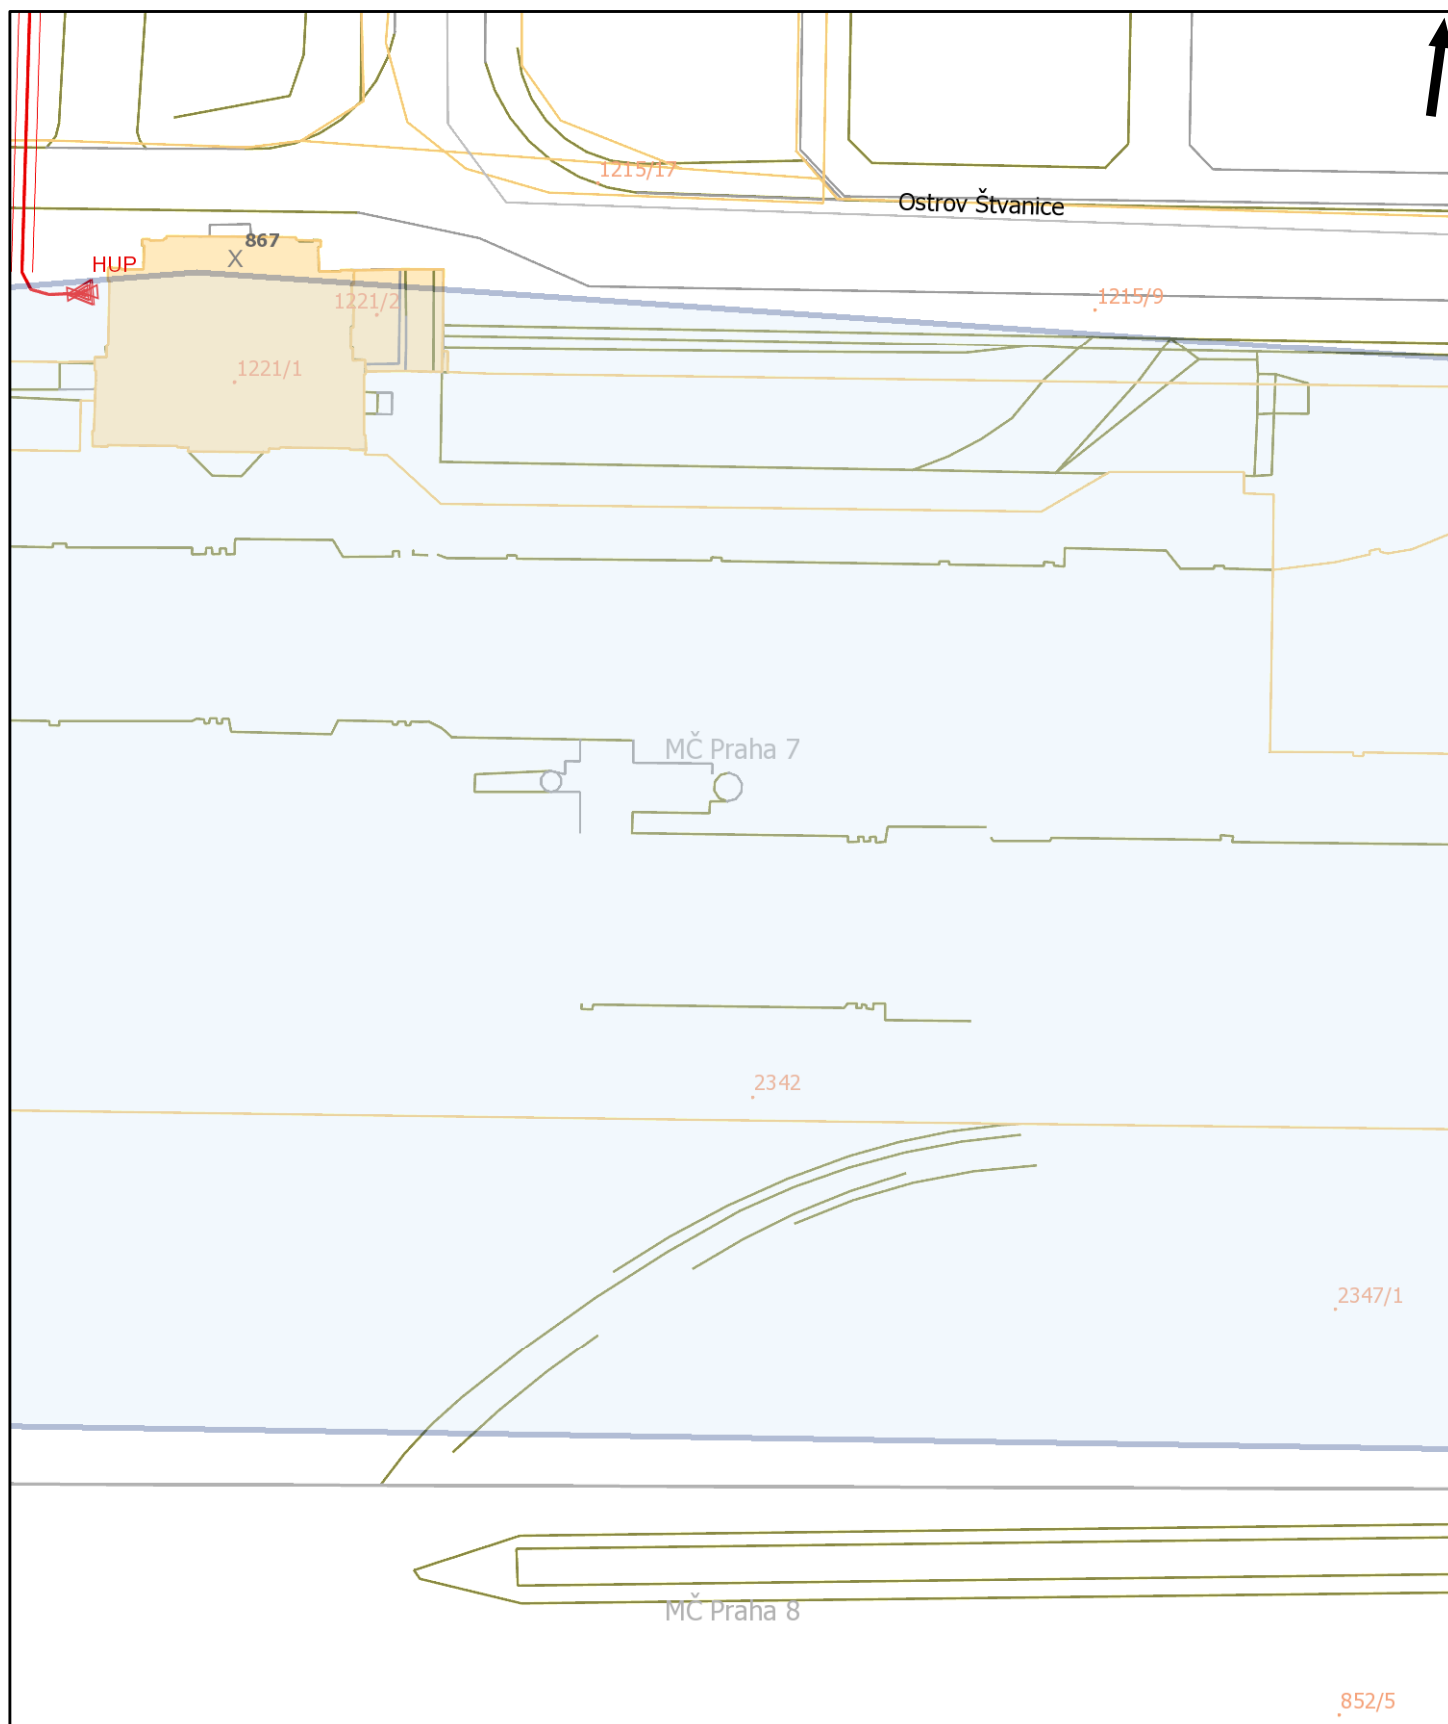 1215/17
Ostrov Štvanice
867
X
HUP
1221/2
1215/9
1221/1
MČ Praha 7
2342
2347/1
MČ Praha 8
852/5